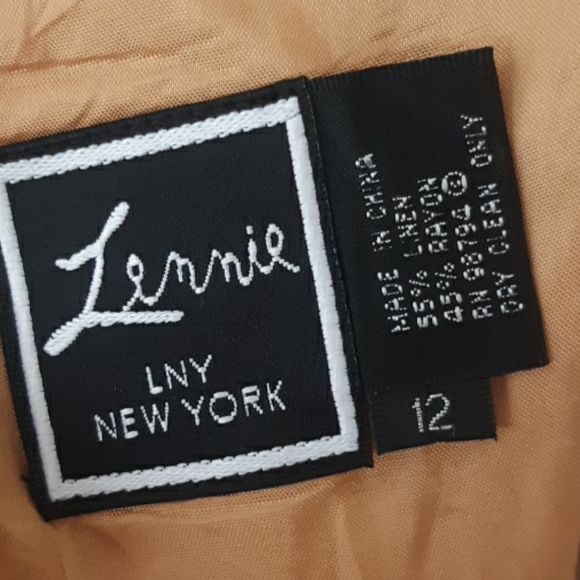 Lennie
LNY
NEW YORK
MADE IN CHINA
55% LINEN
45% RAYON
RN 98794 ©
DRY CLEAN ONLY
12